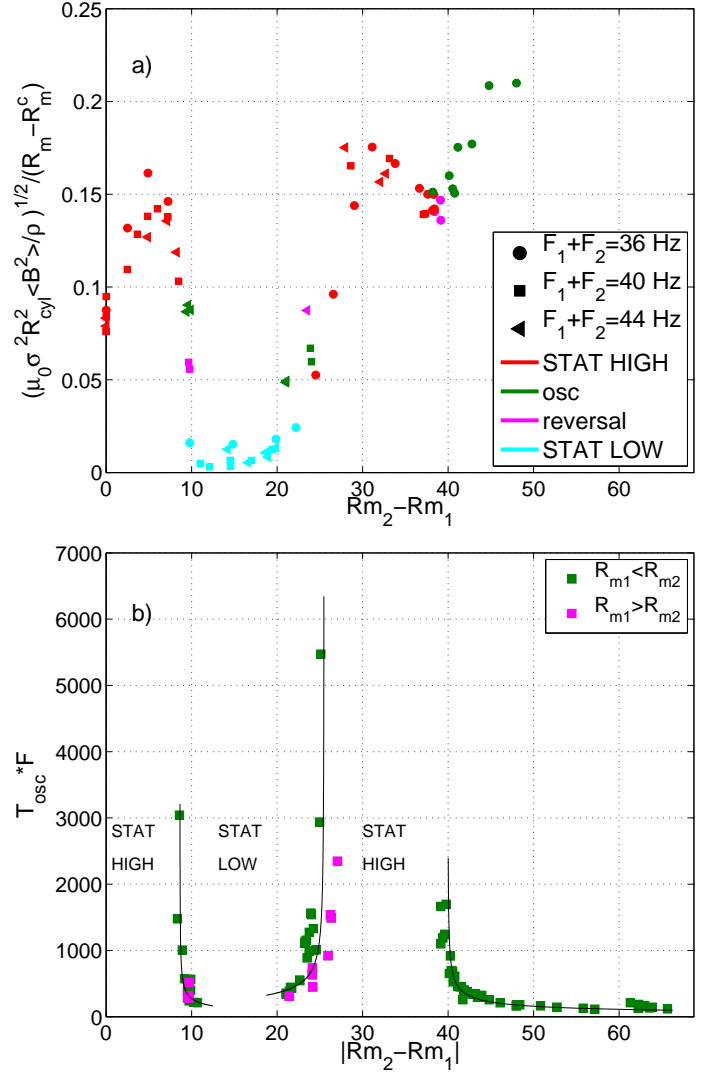 0.25
0.2
0.15
0.1
0.05
0
(μ₀σ²R²cyl<B²>/ρ)^1/2/(Rm−Rm^c)
a)
F₁+F₂=36 Hz
F₁+F₂=40 Hz
F₁+F₂=44 Hz
STAT HIGH
osc
reversal
STAT LOW
0 10 20 30 40 50 60
Rm₂−Rm₁
7000
6000
5000
4000
3000
2000
1000
0
Tosc*F
b)
Rm1<Rm2
Rm1>Rm2
STAT STAT STAT
HIGH LOW HIGH
0 10 20 30 40 50 60
|Rm₂−Rm₁|